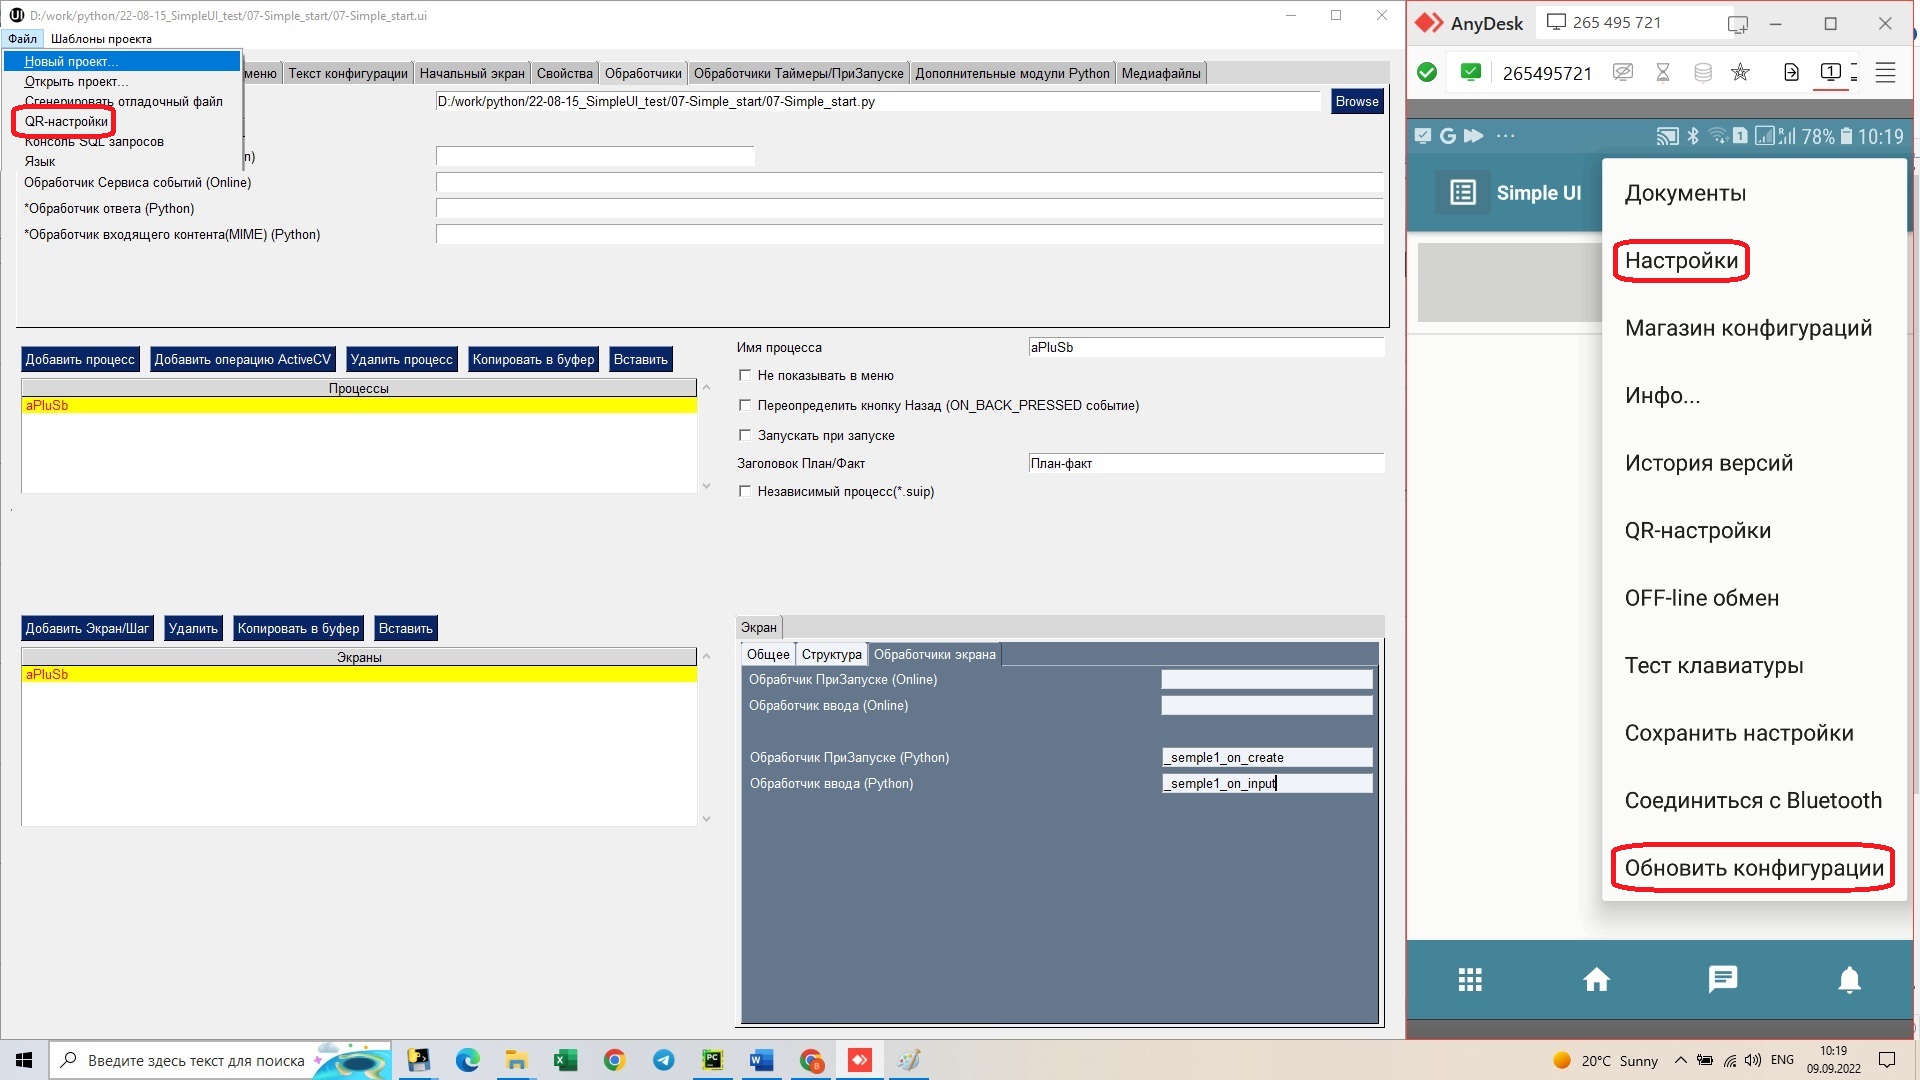 D:/work/python/22-08-15_SimpleUI_test/07-Simple_start/07-Simple_start.ui
Файл Шаблоны проекта
Новый проект...
Открыть проект...
Сгенерировать отладочный файл
QR-настройки
Консоль SQL запросов
Язык
меню Текст конфигурации Начальный экран Свойства Обработчики Обработчики Таймеры/ПриЗапуске Дополнительные модули Python Медиафайлы
D:/work/python/22-08-15_SimpleUI_test/07-Simple_start/07-Simple_start.py Browse
n)
Обработчик Сервиса событий (Online)
*Обработчик ответа (Python)
*Обработчик входящего контента(MIME) (Python)
Добавить процесс Добавить операцию ActiveCV Удалить процесс Копировать в буфер Вставить
Процессы
aPluSb
Имя процесса aPluSb
Не показывать в меню
Переопределить кнопку Назад (ON_BACK_PRESSED событие)
Запускать при запуске
Заголовок План/Факт План-факт
Независимый процесс(*.suip)
Добавить Экран/Шаг Удалить Копировать в буфер Вставить
Экраны
aPluSb
Экран
Общее Структура Обработчики экрана
Обрабтчик ПриЗапуске (Online)
Обработчик ввода (Online)
Обработчик ПриЗапуске (Python) _semple1_on_create
Обработчик ввода (Python) _semple1_on_input
AnyDesk 265 495 721
265495721 1
1 78% 10:19
Simple UI
Документы
Настройки
Магазин конфигураций
Инфо...
История версий
QR-настройки
OFF-line обмен
Тест клавиатуры
Сохранить настройки
Соединиться с Bluetooth
Обновить конфигурации
Введите здесь текст для поиска
20°C Sunny ENG 10:19
09.09.2022